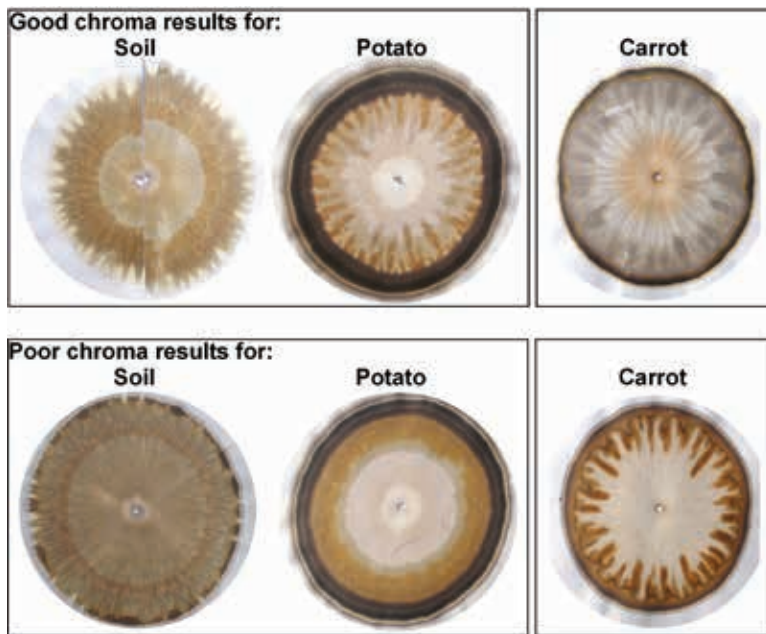 Good chroma results for:
Soil Potato Carrot
Poor chroma results for:
Soil Potato Carrot